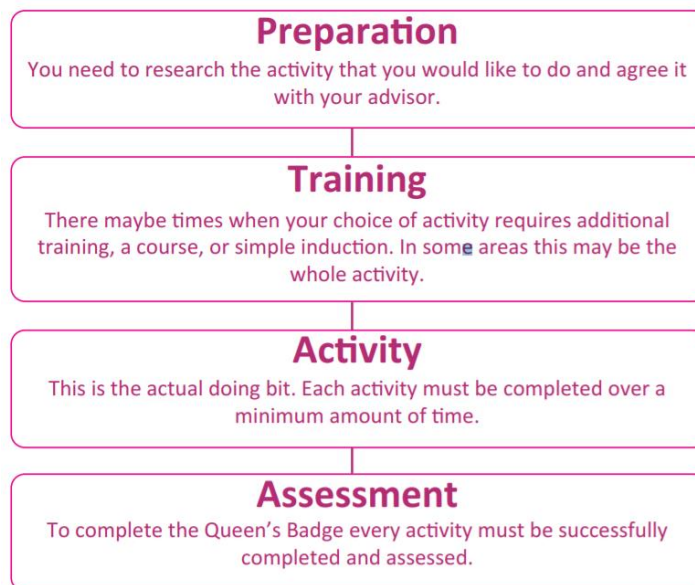 Preparation
You need to research the activity that you would like to do and agree it
with your advisor.
Training
There maybe times when your choice of activity requires additional
training, a course, or simple induction. In some areas this may be the
whole activity.
Activity
This is the actual doing bit. Each activity must be completed over a
minimum amount of time.
Assessment
To complete the Queen’s Badge every activity must be successfully
completed and assessed.